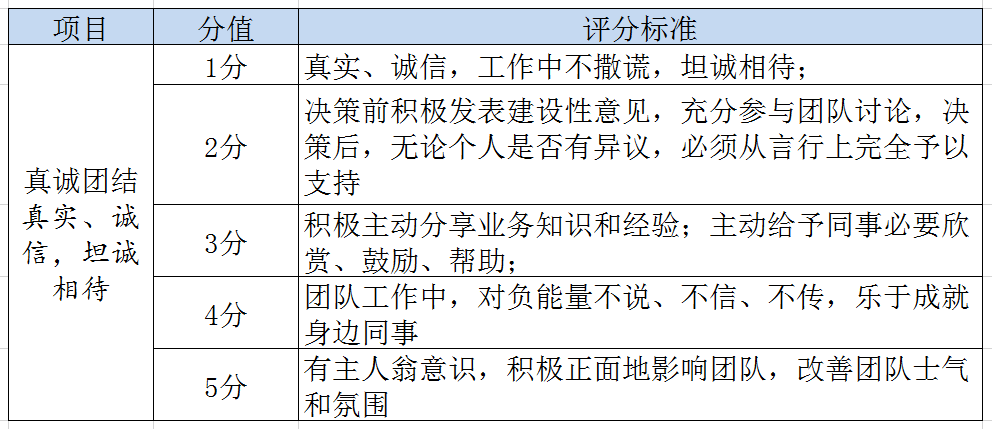 项目 分值 评分标准
真诚团结
真实、诚
信，坦诚
相待
1分
真实、诚信，工作中不撒谎，坦诚相待；
2分
决策前积极发表建设性意见，充分参与团队讨论，决
策后，无论个人是否有异议，必须从言行上完全予以
支持
3分
积极主动分享业务知识和经验；主动给予同事必要欣
赏、鼓励、帮助；
4分
团队工作中，对负能量不说、不信、不传，乐于成就
身边同事
5分
有主人翁意识，积极正面地影响团队，改善团队士气
和氛围